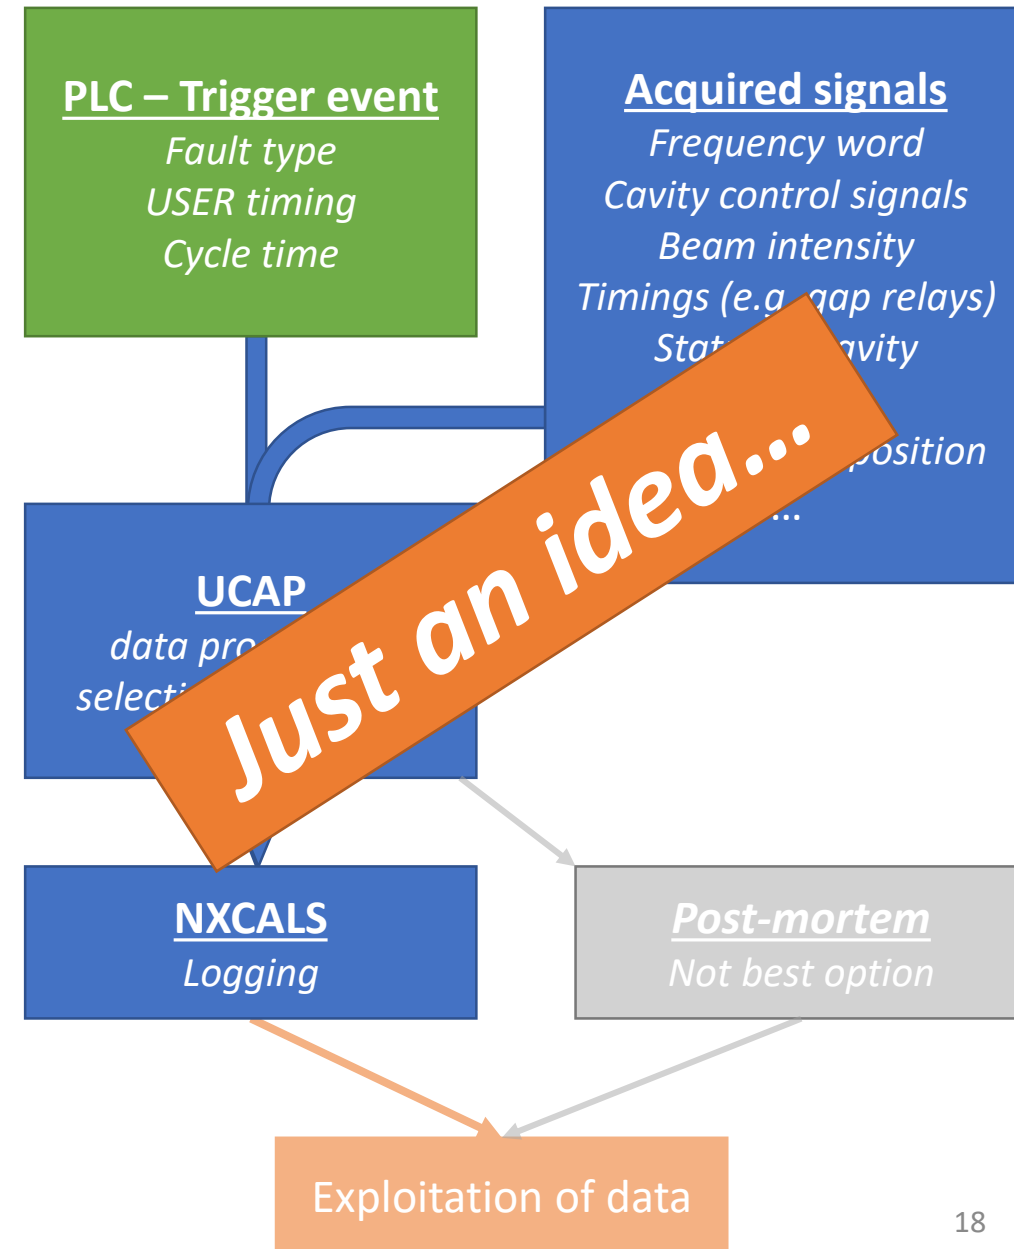 PLC – Trigger event
Fault type
USER timing
Cycle time
Acquired signals
Frequency word
Cavity control signals
Beam intensity
Timings (e.g. gap relays)
...
UCAP
data
Just an idea...
NXCALS
Logging
Post-mortem
Not best option
Exploitation of data
18